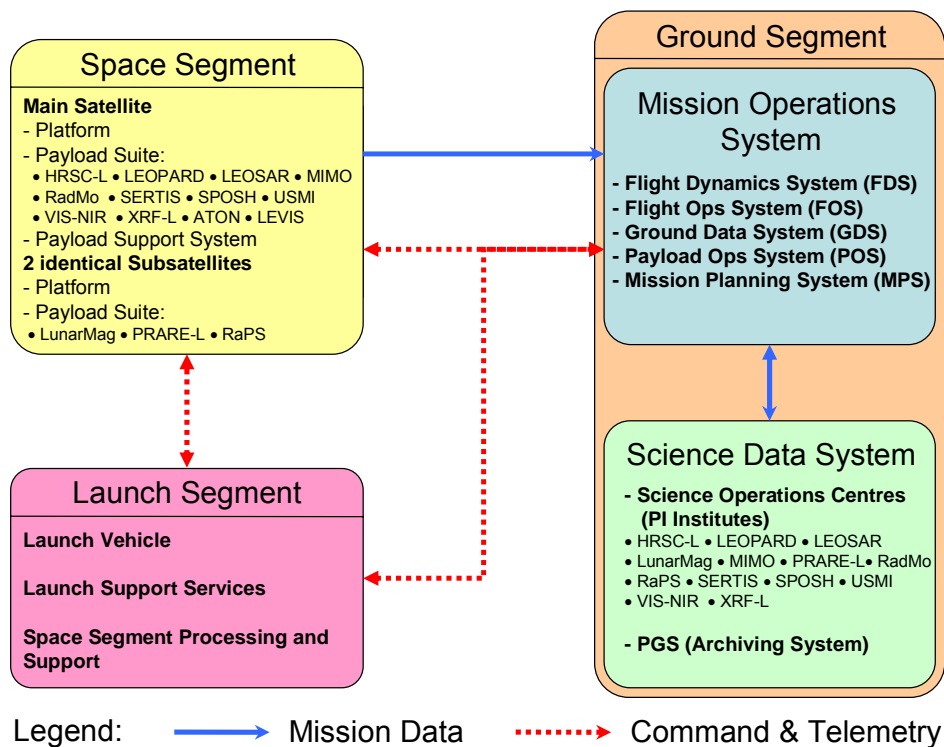 Space Segment
Main Satellite
- Platform
- Payload Suite:
• HRSC-L • LEOPARD • LEOSAR • MIMO
• RadMo • SERTIS • SPOSH • USMI
• VIS-NIR • XRF-L • ATON • LEVIS
- Payload Support System
2 identical Subsatellites
- Platform
- Payload Suite:
• LunarMag • PRARE-L • RaPS
Launch Segment
Launch Vehicle
Launch Support Services
Space Segment Processing and
Support
Ground Segment
Mission Operations
System
- Flight Dynamics System (FDS)
- Flight Ops System (FOS)
- Ground Data System (GDS)
- Payload Ops System (POS)
- Mission Planning System (MPS)
Science Data System
- Science Operations Centres
(PI Institutes)
• HRSC-L • LEOPARD • LEOSAR
• LunarMag • MIMO • PRARE-L • RadMo
• RaPS • SERTIS • SPOSH • USMI
• VIS-NIR • XRF-L
- PGS (Archiving System)
Legend: Mission Data Command & Telemetry